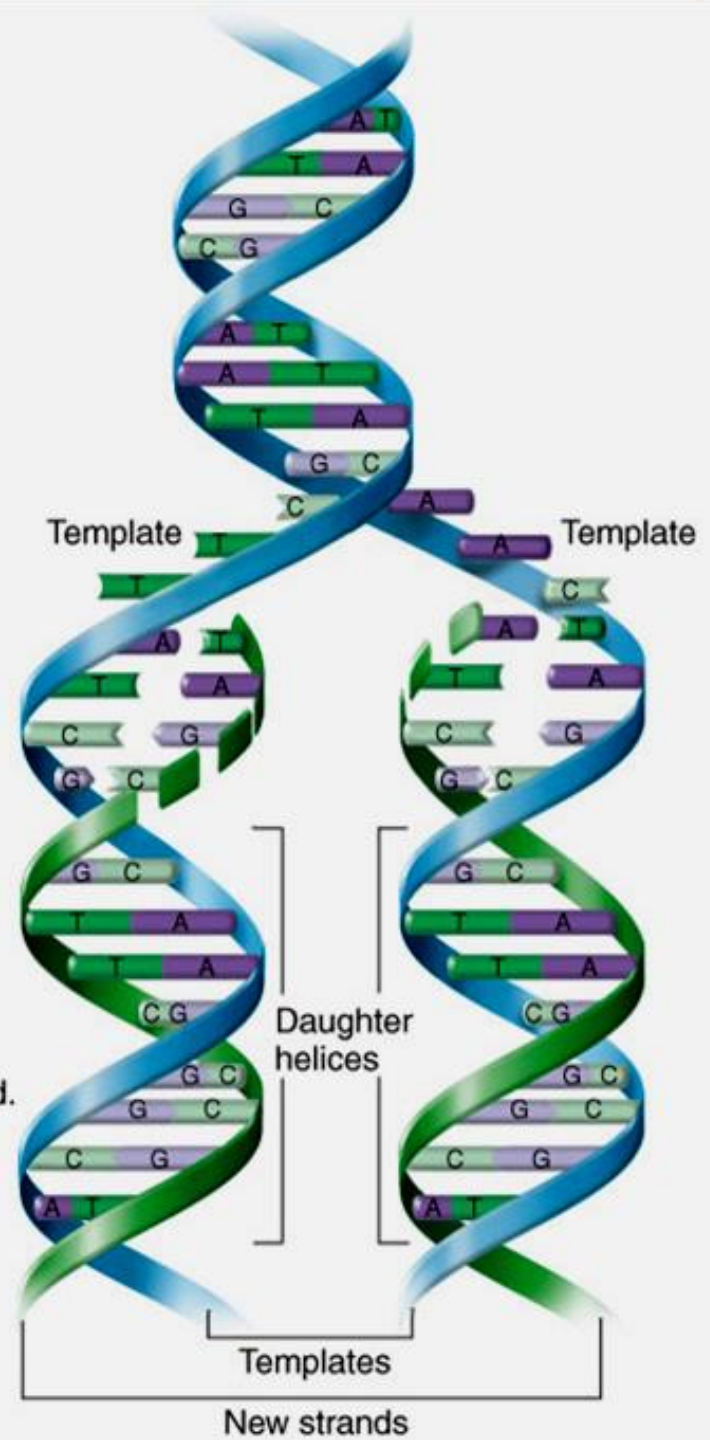 A T
T A
G C
C G
A T
A T
T A
G C
C A
Template T A Template
T C
A T A T
T A T A
C G C G
G C G C
G C G C
T A T A
T A T A
C G C G
Daughter
helices
G C G C
d.
G C G C
C G C G
A T A T
Templates
New strands